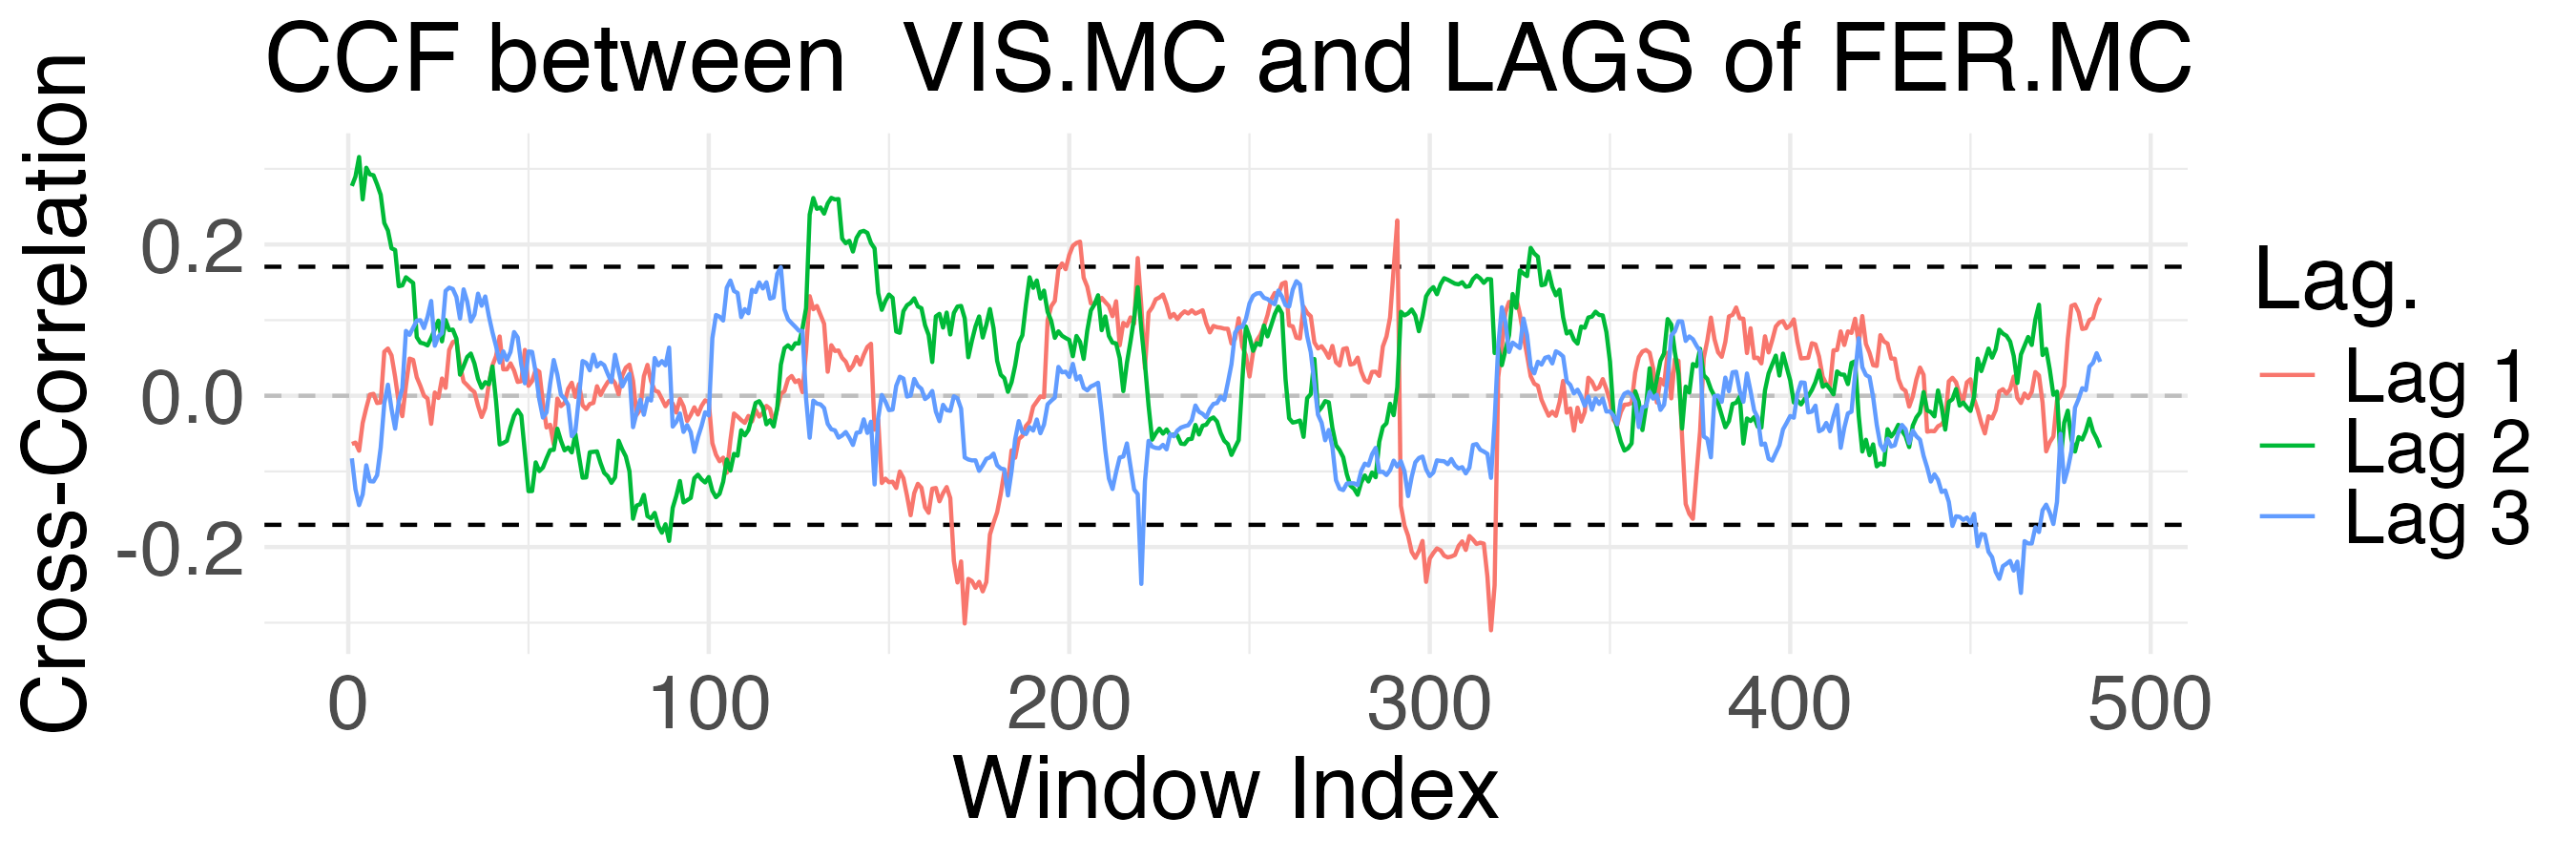 CCF between  VIS.MC and LAGS of FER.MC
Cross-Correlation
0.2
0.0
-0.2
0 100 200 300 400 500
Window Index
Lag.
Lag 1
Lag 2
Lag 3